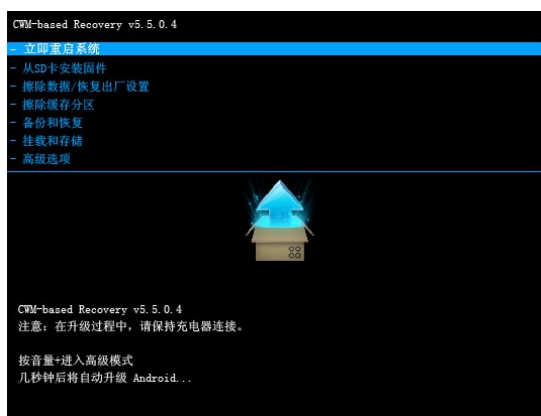 CWM-based Recovery v5.5.0.4
- 立即重启系统
- 从SD卡安装固件
- 擦除数据/恢复出厂设置
- 擦除缓存分区
- 备份和恢复
- 挂载和存储
- 高级选项
CWM-based Recovery v5.5.0.4
注意: 在升级过程中, 请保持充电器连接。
按音量+进入高级模式
几秒钟后将自动升级 Android...